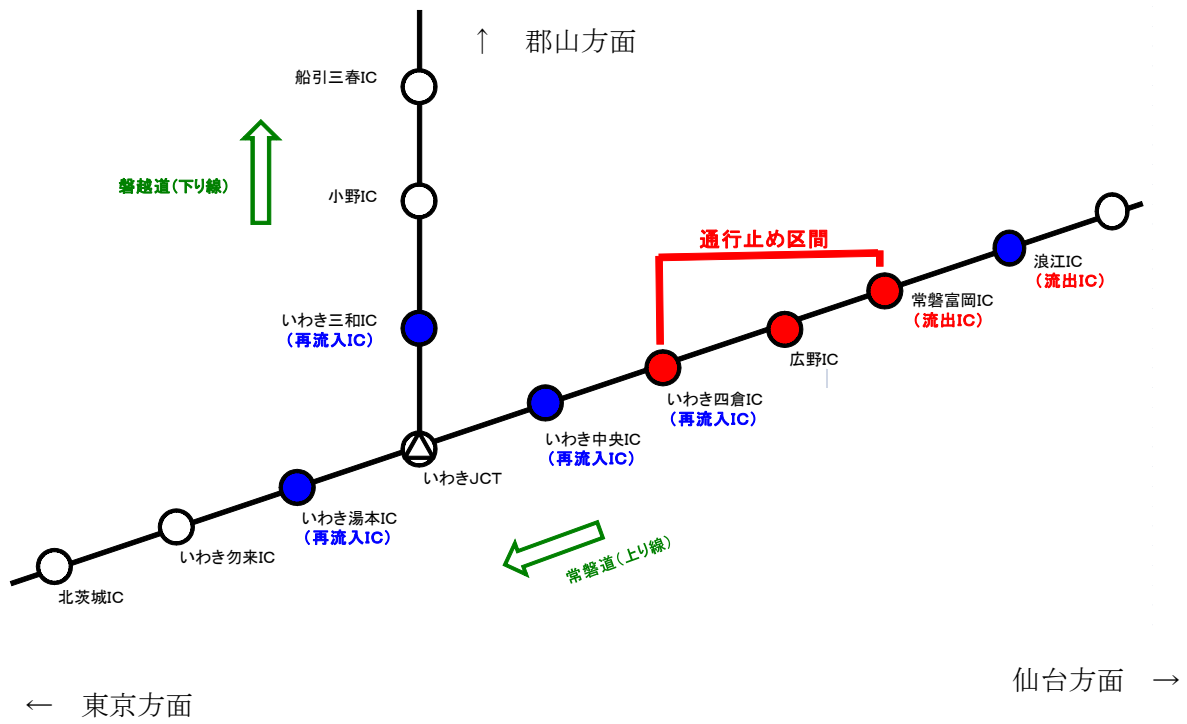 ↑ 郡山方面
船引三春IC
磐越道(下り線)
小野IC
通行止め区間
浪江IC
(流出IC)
常磐富岡IC
(流出IC)
いわき三和IC
(再流入IC)
広野IC
いわき四倉IC
(再流入IC)
いわき中央IC
(再流入IC)
いわきJCT
いわき湯本IC
(再流入IC)
いわき勿来IC
常磐道(上り線)
北茨城IC
仙台方面 →
← 東京方面